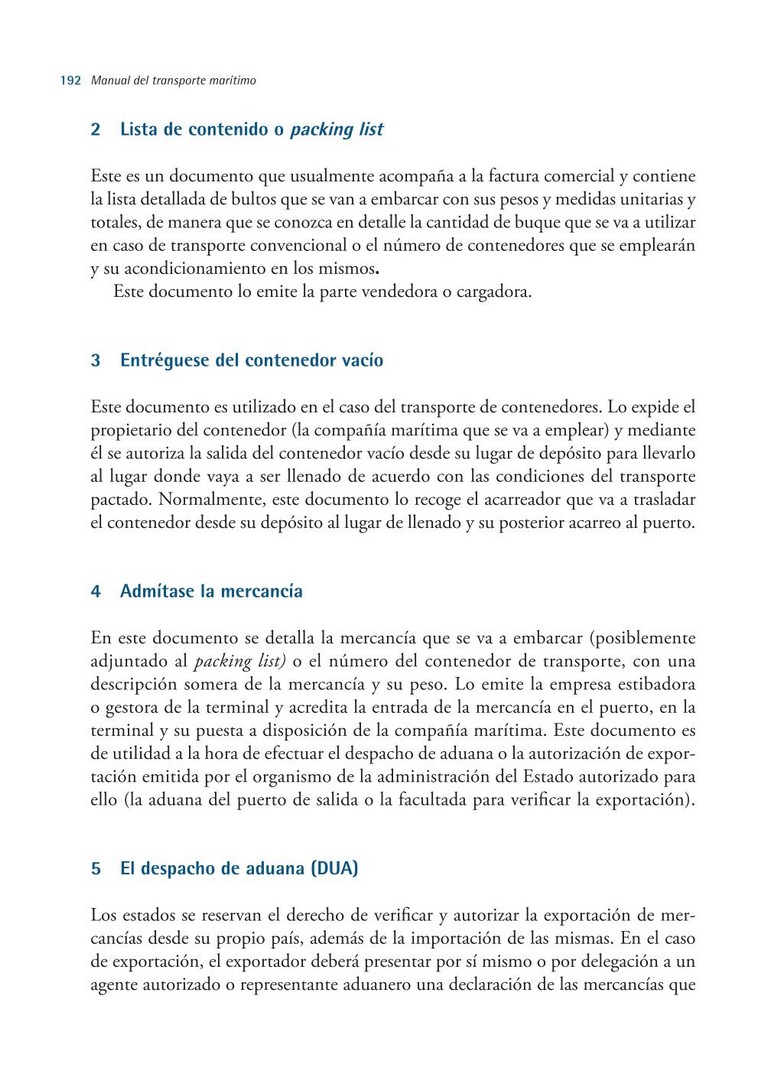 192 Manual del transporte marítimo
2 Lista de contenido o packing list
Este es un documento que usualmente acompaña a la factura comercial y contiene
la lista detallada de bultos que se van a embarcar con sus pesos y medidas unitarias y
totales, de manera que se conozca en detalle la cantidad de buque que se va a utilizar
en caso de transporte convencional o el número de contenedores que se emplearán
y su acondicionamiento en los mismos.
Este documento lo emite la parte vendedora o cargadora.
3 Entréguese del contenedor vacío
Este documento es utilizado en el caso del transporte de contenedores. Lo expide el
propietario del contenedor (la compañía marítima que se va a emplear) y mediante
él se autoriza la salida del contenedor vacío desde su lugar de depósito para llevarlo
al lugar donde vaya a ser llenado de acuerdo con las condiciones del transporte
pactado. Normalmente, este documento lo recoge el acarreador que va a trasladar
el contenedor desde su depósito al lugar de llenado y su posterior acarreo al puerto.
4 Admítase la mercancía
En este documento se detalla la mercancía que se va a embarcar (posiblemente
adjuntado al packing list) o el número del contenedor de transporte, con una
descripción somera de la mercancía y su peso. Lo emite la empresa estibadora
o gestora de la terminal y acredita la entrada de la mercancía en el puerto, en la
terminal y su puesta a disposición de la compañía marítima. Este documento es
de utilidad a la hora de efectuar el despacho de aduana o la autorización de expor-
tación emitida por el organismo de la administración del Estado autorizado para
ello (la aduana del puerto de salida o la facultada para verificar la exportación).
5 El despacho de aduana (DUA)
Los estados se reservan el derecho de verificar y autorizar la exportación de mer-
cancías desde su propio país, además de la importación de las mismas. En el caso
de exportación, el exportador deberá presentar por sí mismo o por delegación a un
agente autorizado o representante aduanero una declaración de las mercancías que